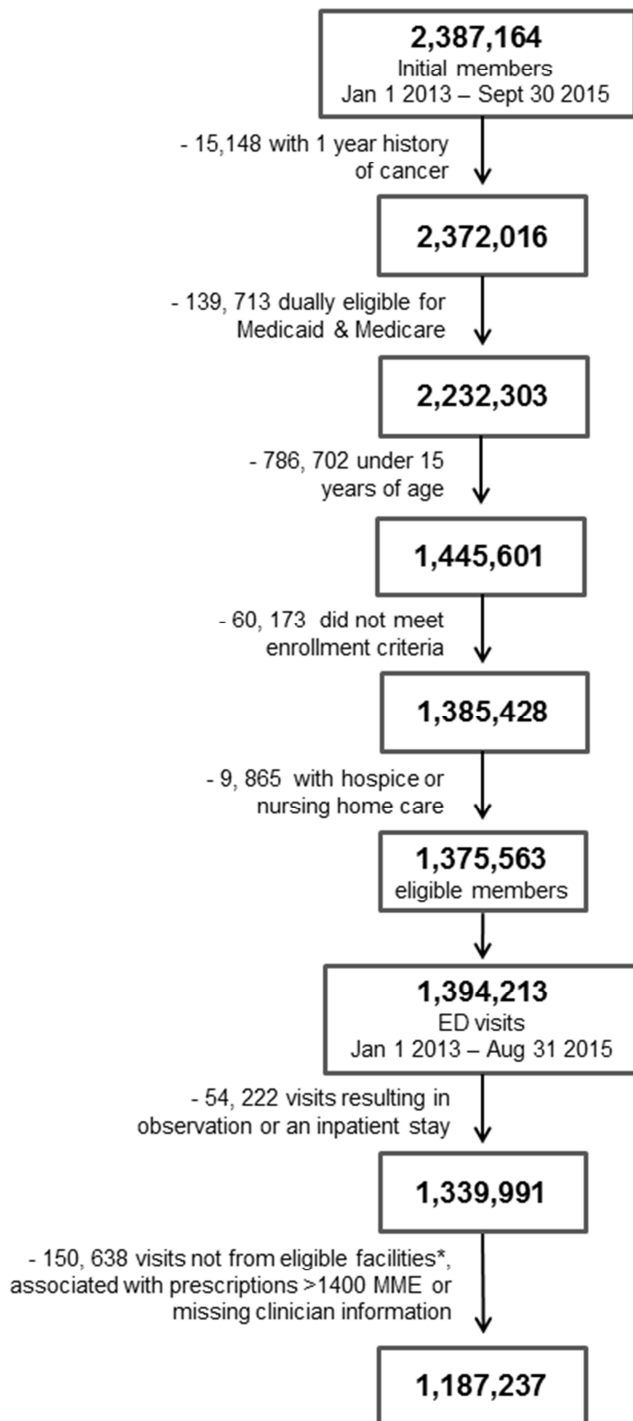 2,387,164
Initial members
Jan 1 2013 – Sept 30 2015
- 15,148 with 1 year history
of cancer
2,372,016
- 139, 713 dually eligible for
Medicaid & Medicare
2,232,303
- 786, 702 under 15
years of age
1,445,601
- 60, 173 did not meet
enrollment criteria
1,385,428
- 9, 865 with hospice or
nursing home care
1,375,563
eligible members
1,394,213
ED visits
Jan 1 2013 – Aug 31 2015
- 54, 222 visits resulting in
observation or an inpatient stay
1,339,991
- 150, 638 visits not from eligible facilities*,
associated with prescriptions >1400 MME or
missing clinician information
1,187,237